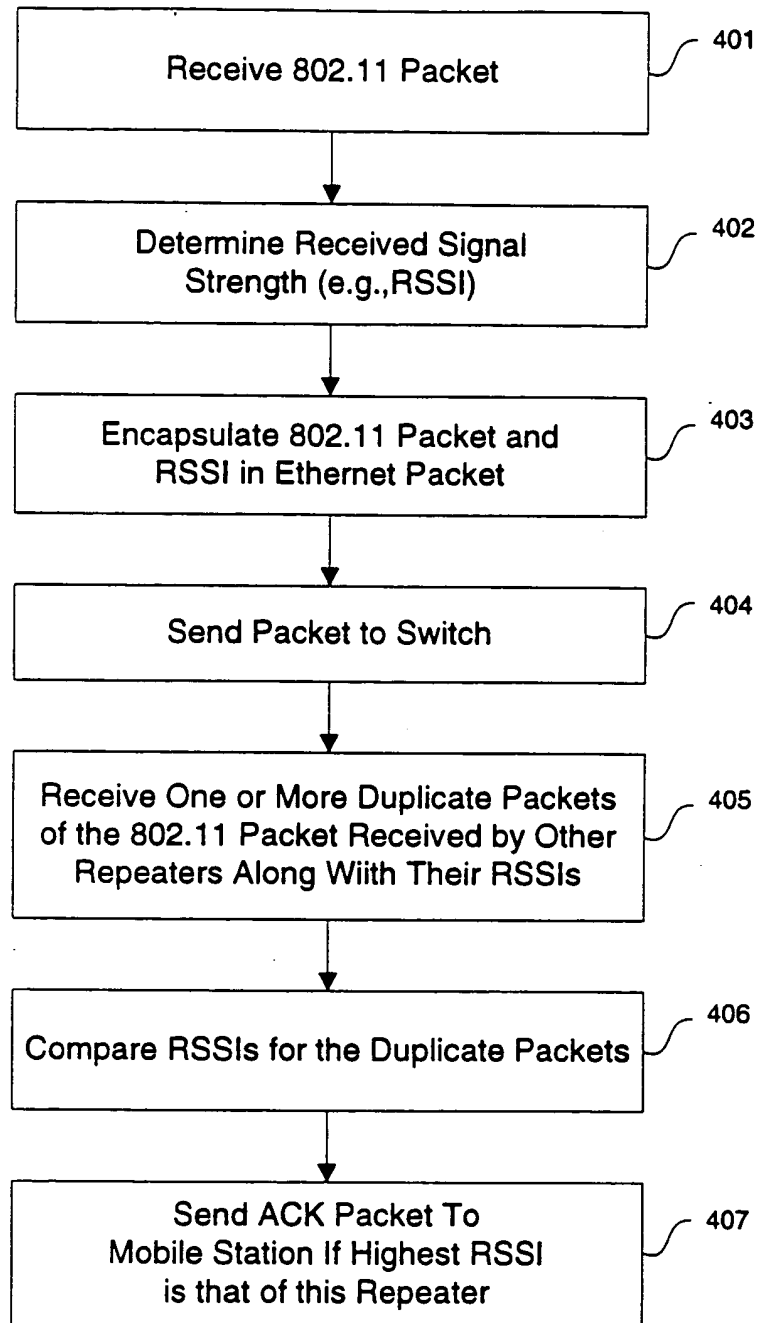 Receive 802.11 Packet
401
Determine Received Signal
Strength (e.g.,RSSI)
402
Encapsulate 802.11 Packet and
RSSI in Ethernet Packet
403
Send Packet to Switch
404
Receive One or More Duplicate Packets
of the 802.11 Packet Received by Other
Repeaters Along Wiith Their RSSIs
405
Compare RSSIs for the Duplicate Packets
406
Send ACK Packet To
Mobile Station If Highest RSSI
is that of this Repeater
407